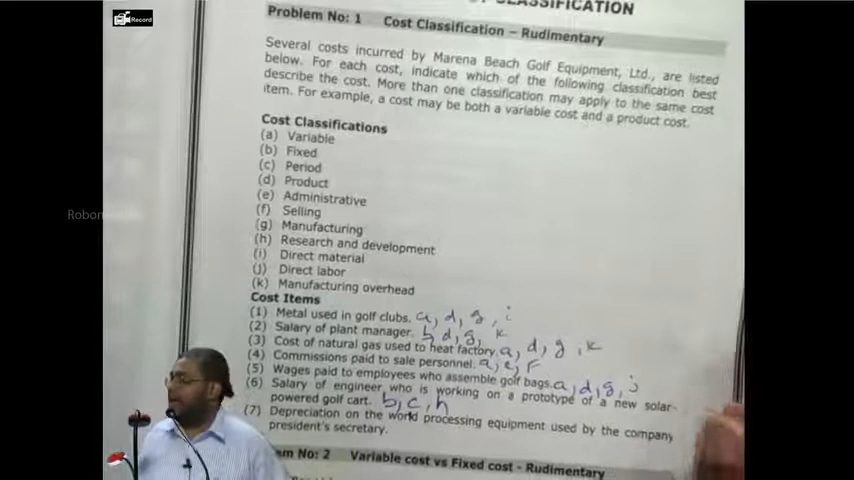 Record
CLASSIFICATION
Problem No: 1 Cost Classification – Rudimentary
Several costs incurred by Marena Beach Golf Equipment, Ltd., are listed
below. For each cost, indicate which of the following classification best
describe the cost. More than one classification may apply to the same cost
item. For example, a cost may be both a variable cost and a product cost.
Cost Classifications
(a) Variable
(b) Fixed
(c) Period
(d) Product
(e) Administrative
(f) Selling
(g) Manufacturing
(h) Research and development
(i) Direct material
(j) Direct labor
(k) Manufacturing overhead
Cost Items
(1) Metal used in golf clubs. a, d, g, i
(2) Salary of plant manager. b, d, g, k
(3) Cost of natural gas used to heat factory. a, d, g, k
(4) Commissions paid to sale personnel. a, c, F
(5) Wages paid to employees who assemble golf bags. a, d, g, j
(6) Salary of engineer who is working on a prototype of a new solar-
powered golf cart. b, c, h
(7) Depreciation on the world processing equipment used by the company
president's secretary.
em No: 2 Variable cost vs Fixed cost - Rudimentary